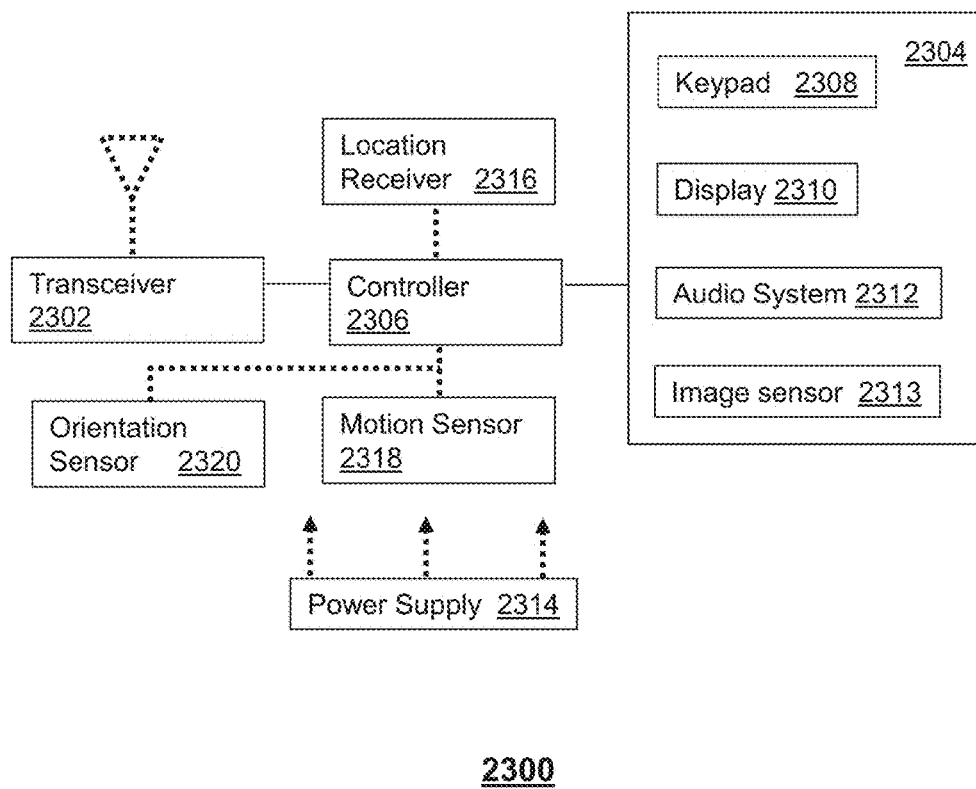 2304
Keypad 2308
Location
Receiver 2316
Display 2310
Transceiver
2302
Controller
2306
Audio System 2312
Image sensor 2313
Orientation
Sensor 2320
Motion Sensor
2318
Power Supply 2314
2300